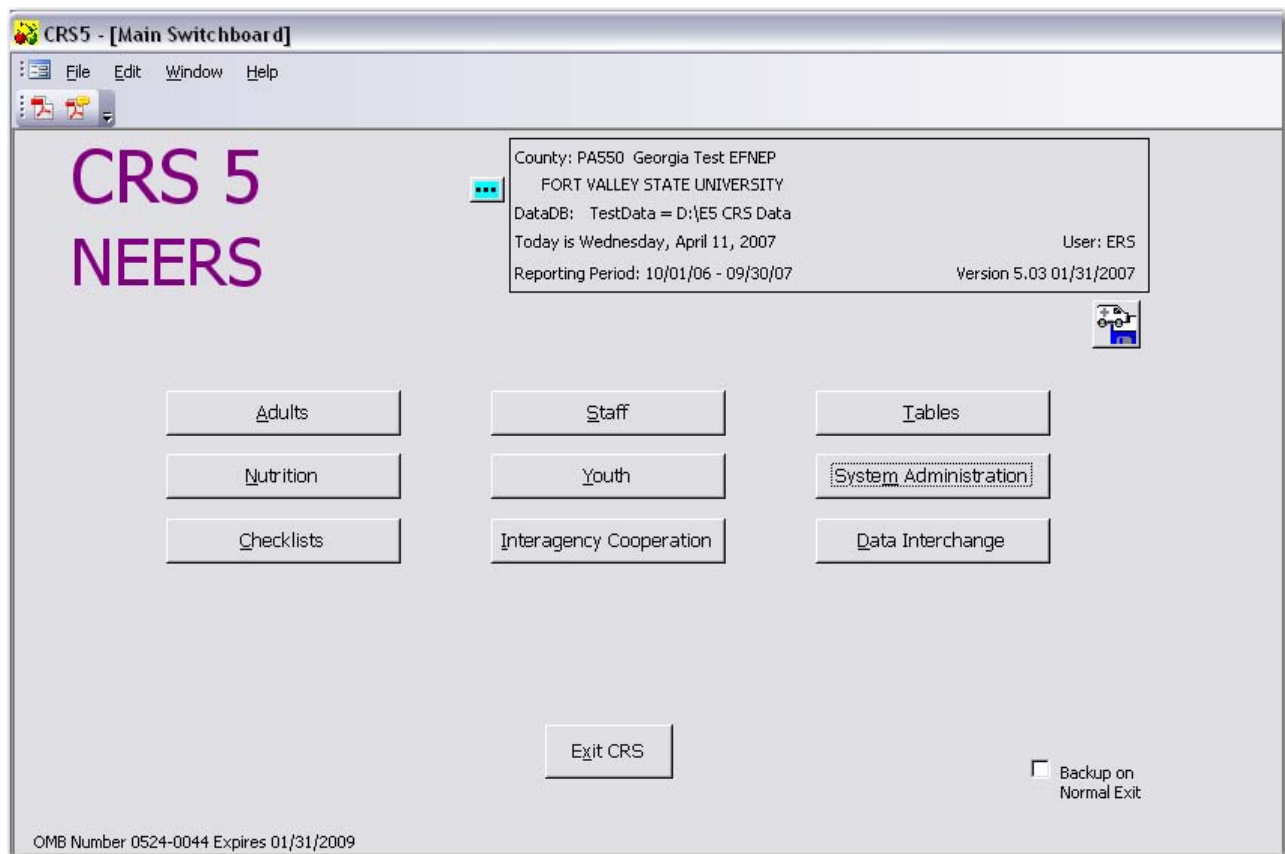 CRS5 - [Main Switchboard]
File Edit Window Help
CRS 5
NEERS
County: PA550 Georgia Test EFNEP
FORT VALLEY STATE UNIVERSITY
DataDB: TestData = D:\E5 CRS Data
Today is Wednesday, April 11, 2007 User: ERS
Reporting Period: 10/01/06 - 09/30/07 Version 5.03 01/31/2007
Adults Staff Tables
Nutrition Youth System Administration
Checklists Interagency Cooperation Data Interchange
Exit CRS
Backup on
Normal Exit
OMB Number 0524-0044 Expires 01/31/2009